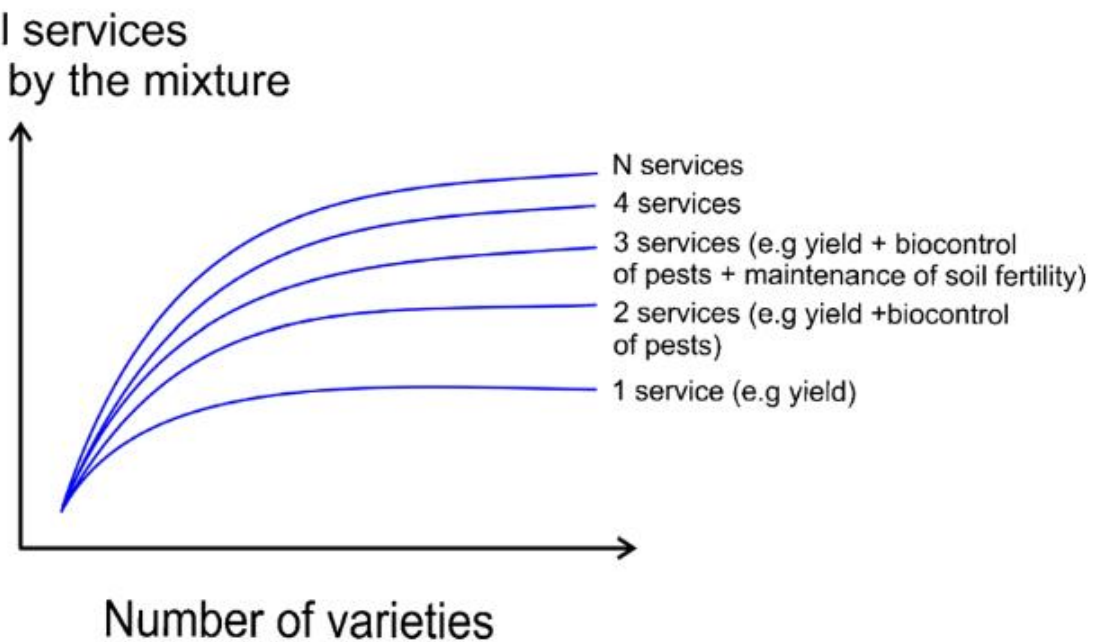 services
by the mixture
N services
4 services
3 services (e.g yield + biocontrol
of pests + maintenance of soil fertility)
2 services (e.g yield +biocontrol
of pests)
1 service (e.g yield)
Number of varieties